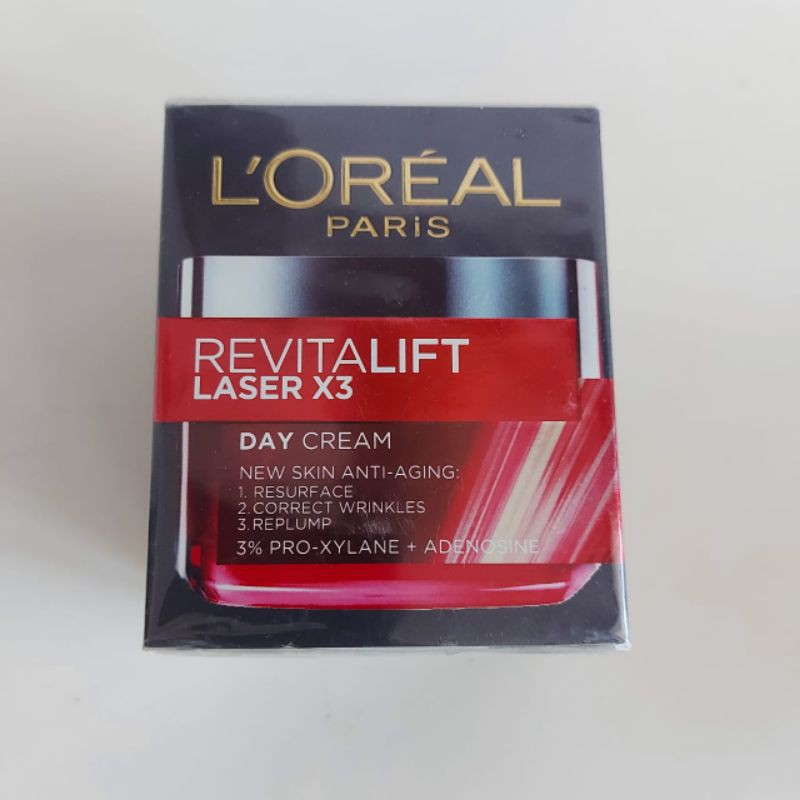 L'ORÉAL
PARiS
REVITALIFT
LASER X3
DAY CREAM
NEW SKIN ANTI-AGING:
1. RESURFACE
2. CORRECT WRINKLES
3. REPLUMP
3% PRO-XYLANE + ADENOSINE